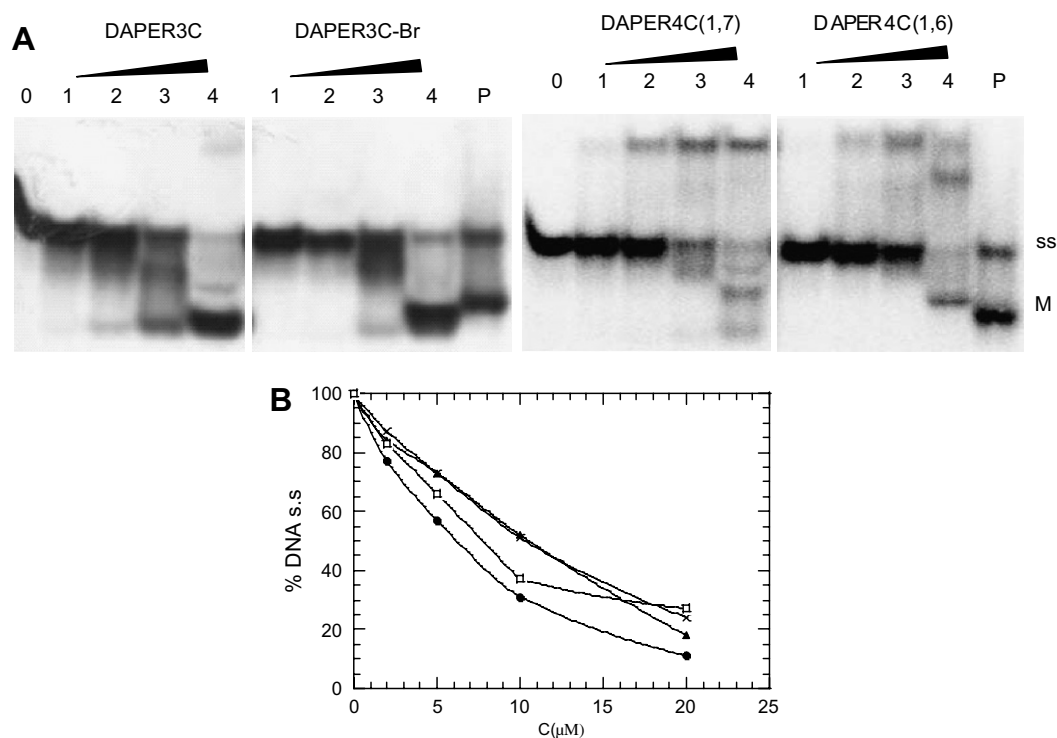 A
DAPER3C DAPER3C-Br DAPER4C(1,7) DAPER4C(1,6)
0 1 2 3 4 1 2 3 4 P 0 1 2 3 4 1 2 3 4 P
ss
M
B
100
80
60
40
20
0
% DNA s.s
0 5 10 15 20 25
C(μM)